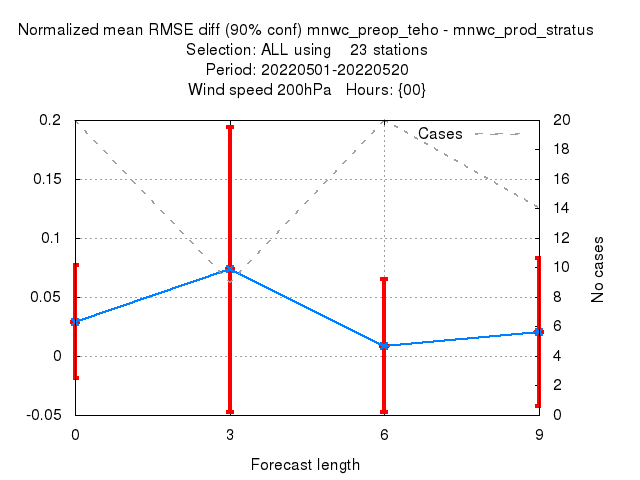 Normalized mean RMSE diff (90% conf) mnwc_preop_teho - mnwc_prod_stratus
Selection: ALL using    23 stations
Period: 20220501-20220520
Wind speed 200hPa   Hours: {00}
Cases
0.2
0.15
0.1
0.05
0
-0.05
20
18
16
14
12
10
8
6
4
2
0
No cases
0 3 6 9
Forecast length